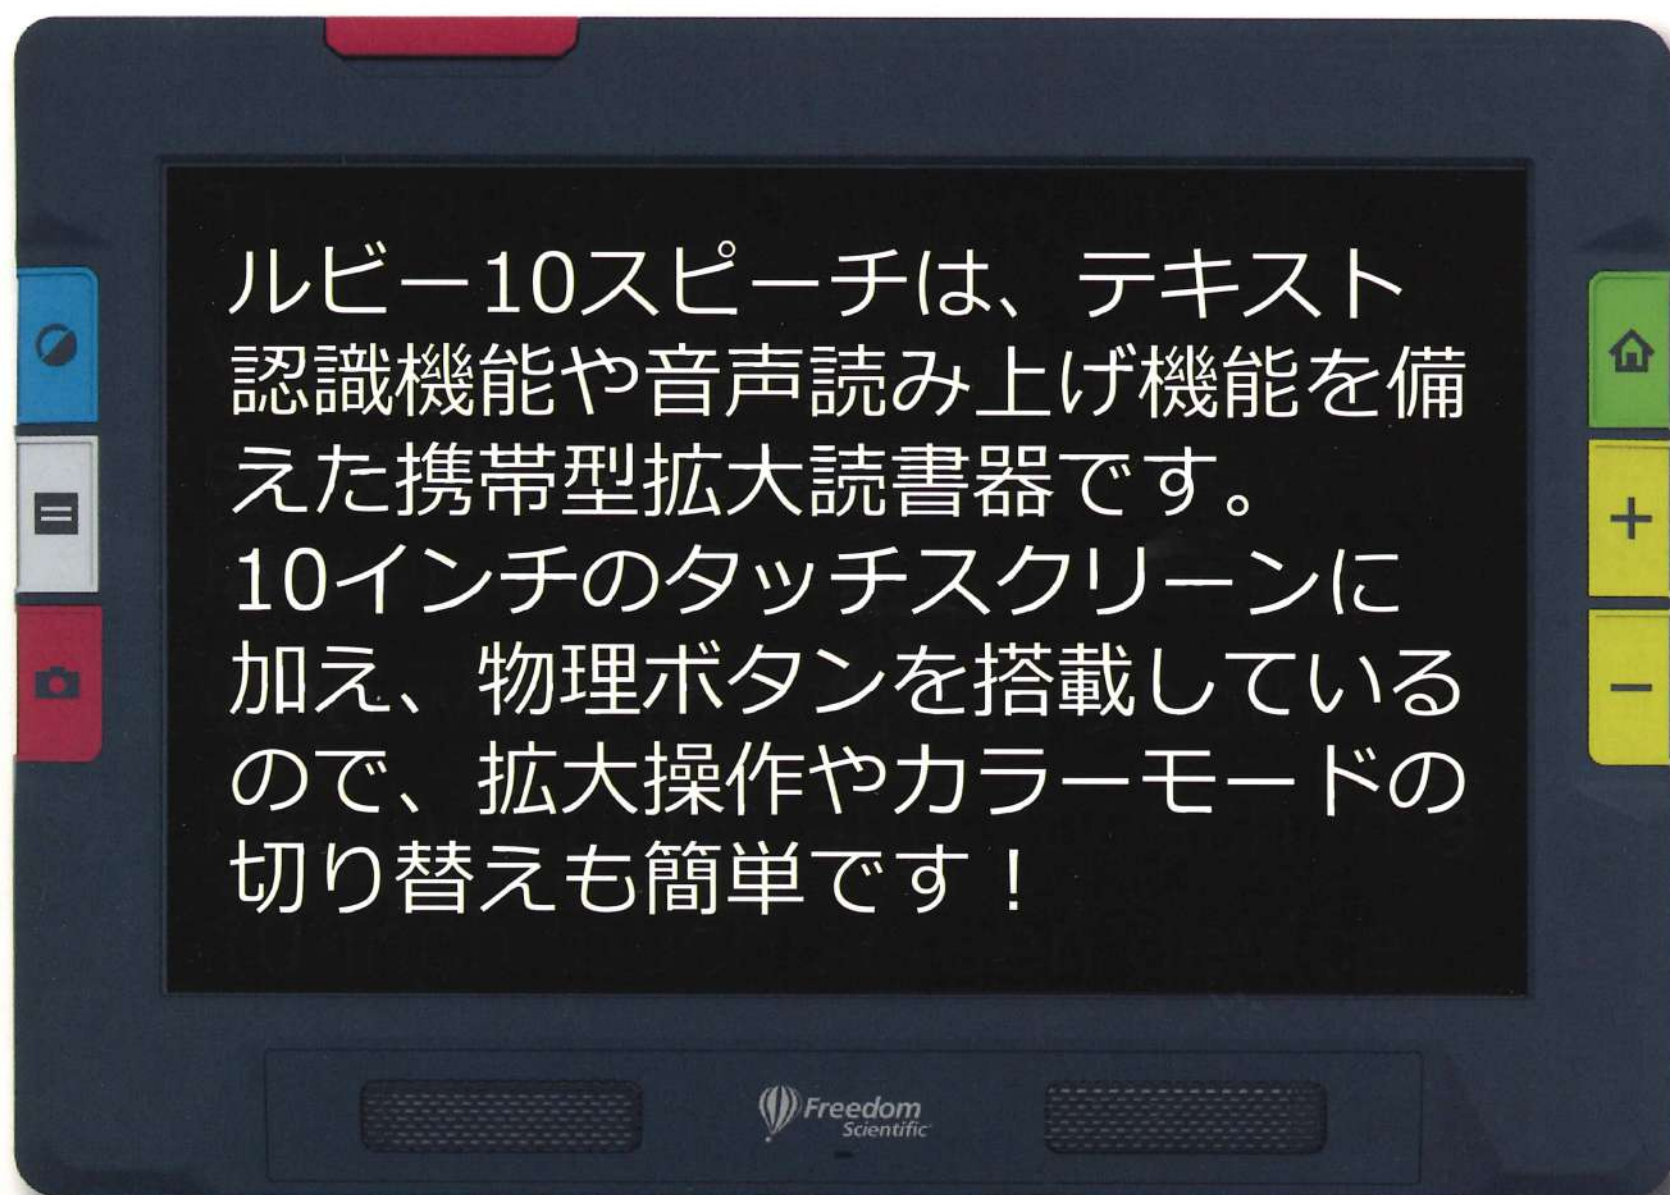 ルビー10スピーチは、テキスト
認識機能や音声読み上げ機能を備
えた携帯型拡大読書器です。
10インチのタッチスクリーンに
加え、物理ボタンを搭載している
ので、拡大操作やカラーモードの
切り替えも簡単です！
Freedom
Scientific